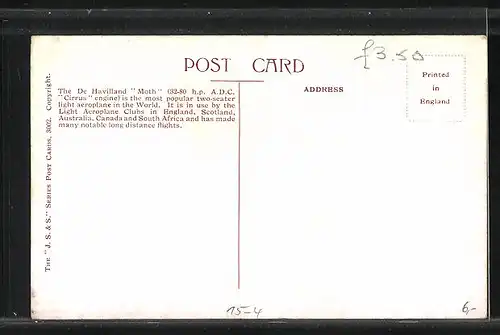 £3.50
POST CARD
Printed
in
England
ADDRESS
The De Havilland "Moth" (32-80 h.p. A.D.C.
"Cirrus" engine) is the most popular two-seater
light aeroplane in the World. It is in use by the
Light Aeroplane Clubs in England, Scotland,
Australia, Canada and South Africa and has made
many notable long distance flights.
The "J. S. & S." Series Post Cards, 3002. Copyright.
15-4
6,-